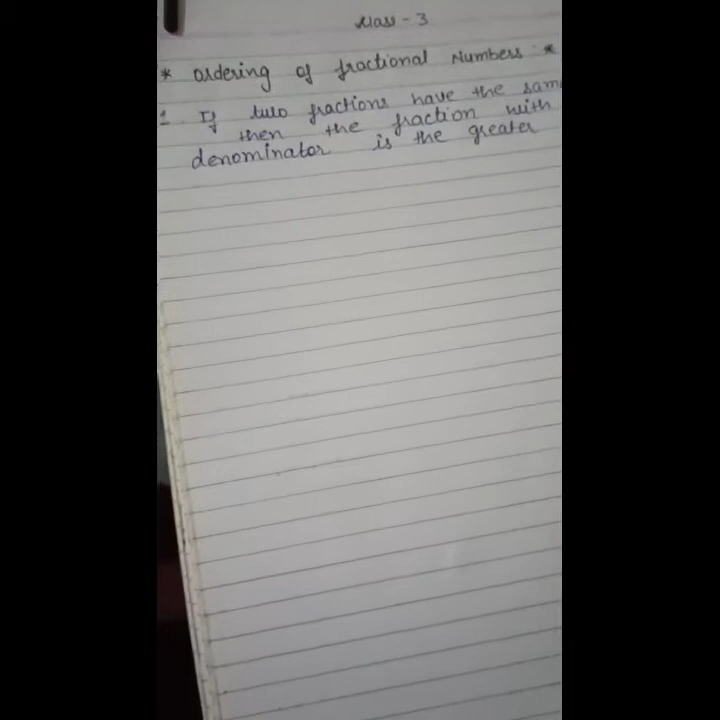 Class - 3
* Ordering of fractional Numbers *
1 If two fractions have the sam
then the fraction with
denominator is the greater